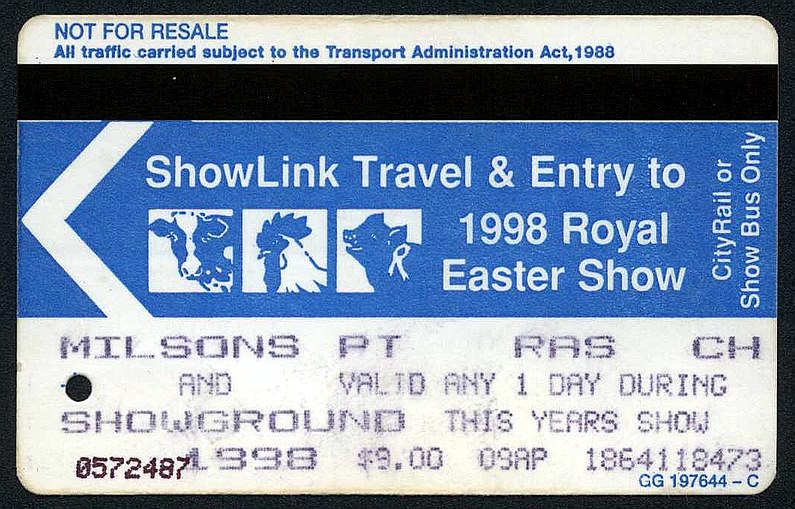 NOT FOR RESALE
All traffic carried subject to the Transport Administration Act,1988
ShowLink Travel & Entry to
1998 Royal
Easter Show
CityRail or
Show Bus Only
MILSONS PT RAS CH
AND VALID ANY 1 DAY DURING
SHOWGROUND THIS YEARS SHOW
0572487 1998 $9.00 09AP 1864118473
GG 197644 - C